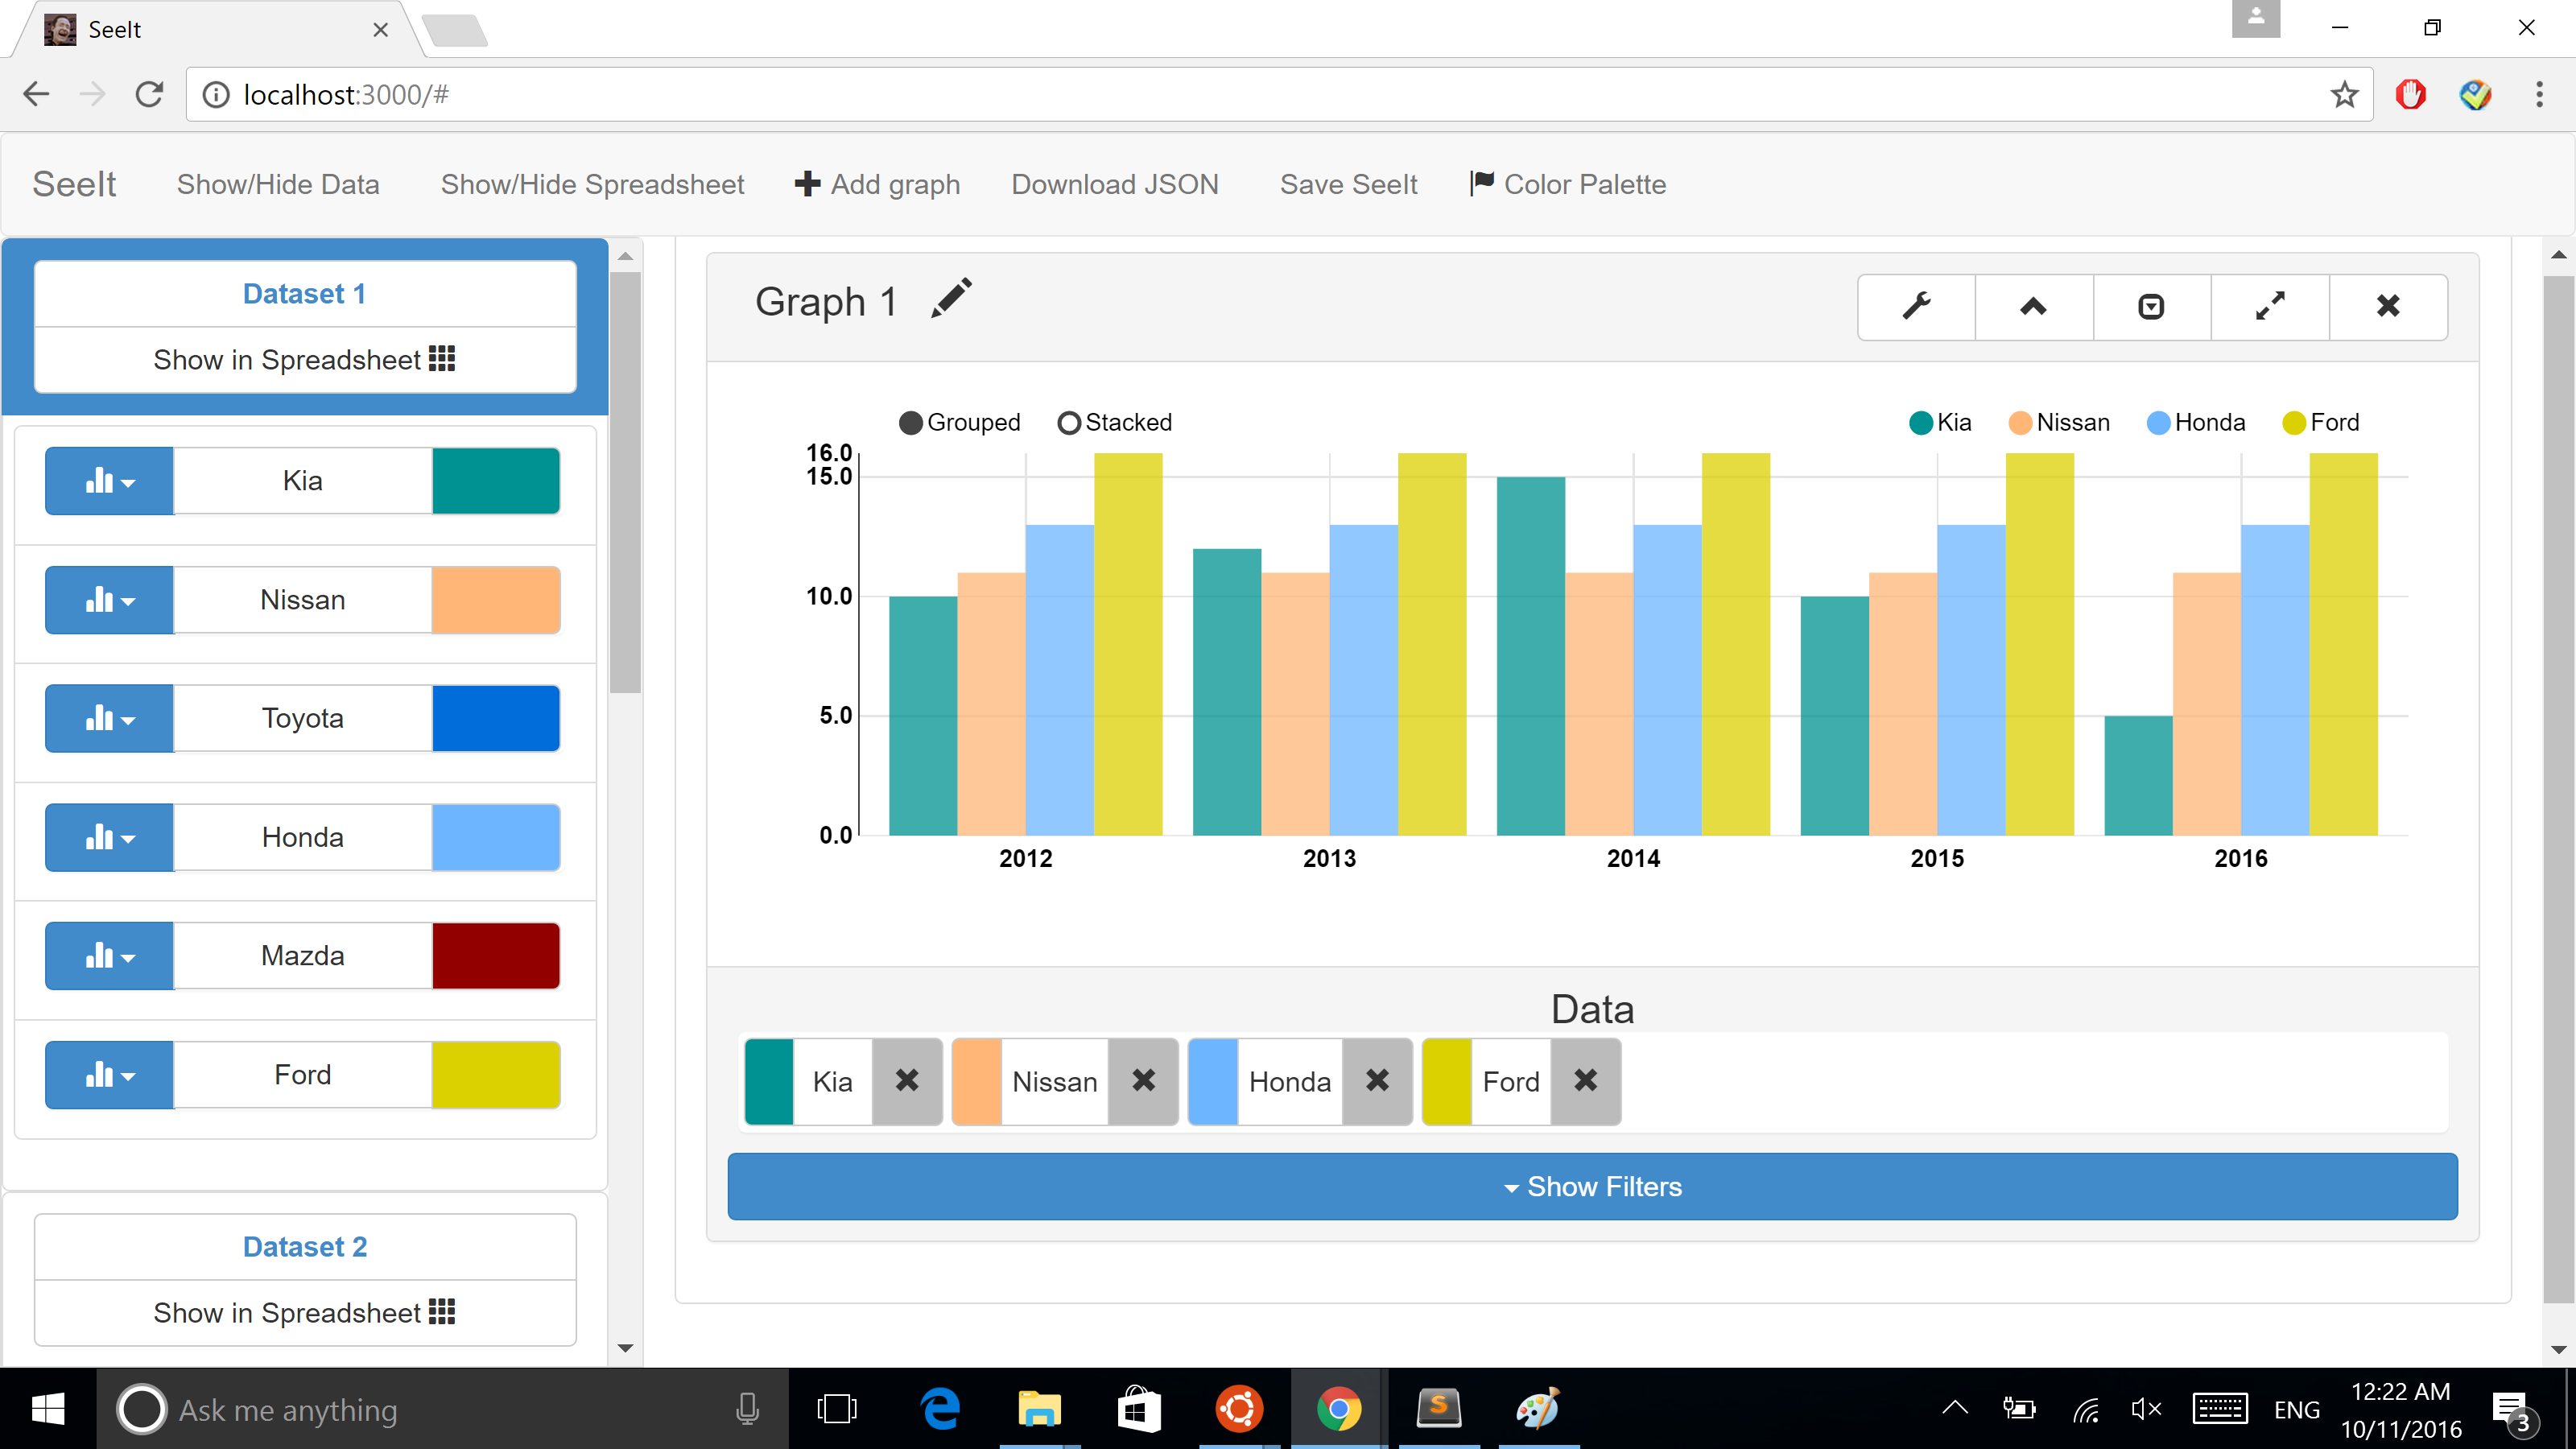 SeeIt
localhost:3000/#
SeeIt Show/Hide Data Show/Hide Spreadsheet Add graph Download JSON Save SeeIt Color Palette
Dataset 1
Show in Spreadsheet
Kia
Nissan
Toyota
Honda
Mazda
Ford
Dataset 2
Show in Spreadsheet
Graph 1
Grouped Stacked Kia Nissan Honda Ford
16.0
15.0
10.0
5.0
0.0
2012 2013 2014 2015 2016
Data
Kia Nissan Honda Ford
Show Filters
Ask me anything
S
ENG
12:22 AM
10/11/2016
3